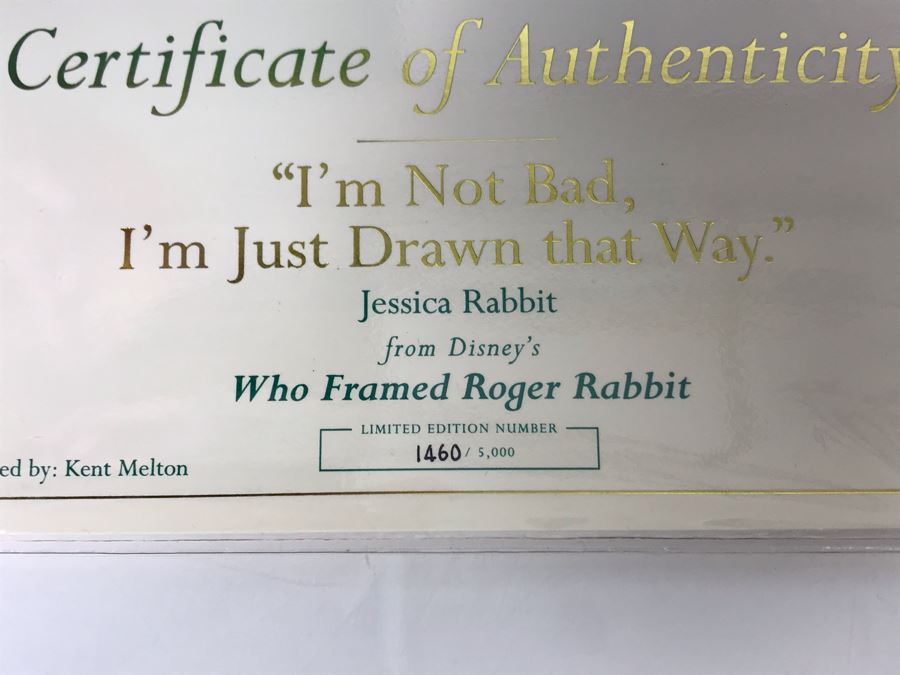 Certificate of Authenticity
“I’m Not Bad,
I’m Just Drawn that Way.”
Jessica Rabbit
from Disney’s
Who Framed Roger Rabbit
LIMITED EDITION NUMBER
1460 / 5,000
ed by: Kent Melton